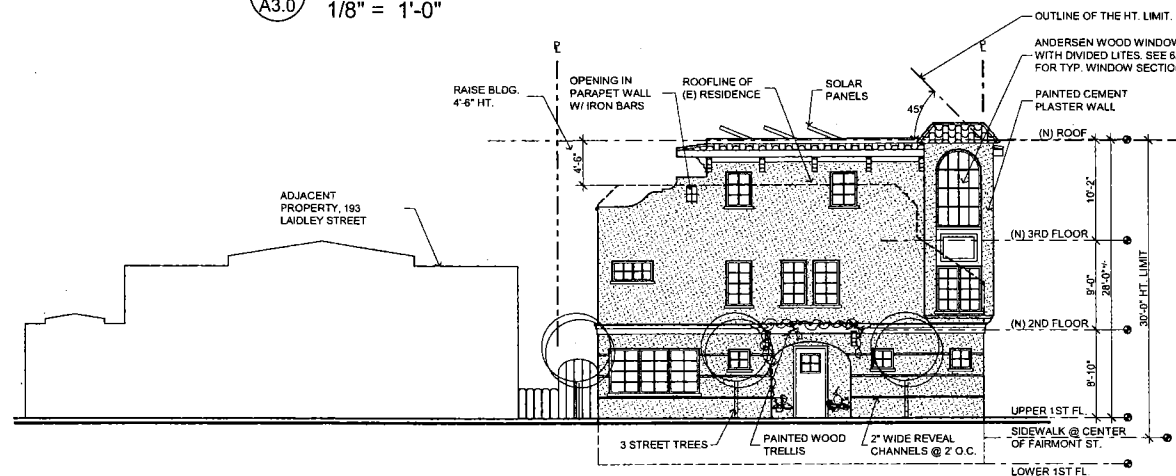 A3.0
1/8" = 1'-0"
OUTLINE OF THE HT. LIMIT.
ANDERSEN WOOD WINDOW
WITH DIVIDED LITES. SEE 6
FOR TYP. WINDOW SECTION
PAINTED CEMENT
PLASTER WALL
RAISE BLDG.
4'-6" HT.
OPENING IN
PARAPET WALL
W/ IRON BARS
ROOFLINE OF
(E) RESIDENCE
SOLAR
PANELS
45°
(N) ROOF
4'-6"
10'-2"
ADJACENT
PROPERTY, 193
LAIDLEY STREET
(N) 3RD FLOOR
9'-0"
28'-0"+/-
30'-0" HT. LIMIT
(N) 2ND FLOOR
8'-10"
UPPER 1ST FL
SIDEWALK @ CENTER
OF FAIRMONT ST.
LOWER 1ST FL
3 STREET TREES
PAINTED WOOD
TRELLIS
2" WIDE REVEAL
CHANNELS @ 2' O.C.